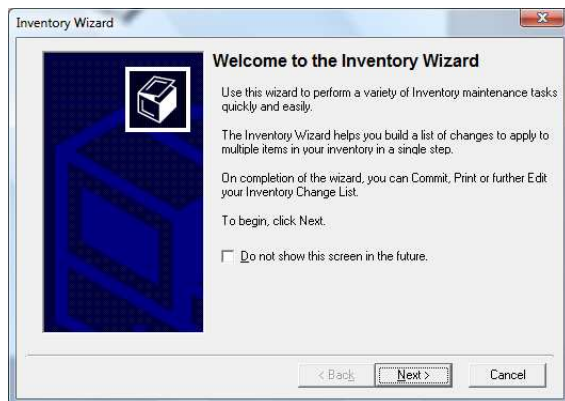 Inventory Wizard
Welcome to the Inventory Wizard
Use this wizard to perform a variety of Inventory maintenance tasks
quickly and easily.
The Inventory Wizard helps you build a list of changes to apply to
multiple items in your inventory in a single step.
On completion of the wizard, you can Commit, Print or further Edit
your Inventory Change List.
To begin, click Next.
Do not show this screen in the future.
< Back Next > Cancel